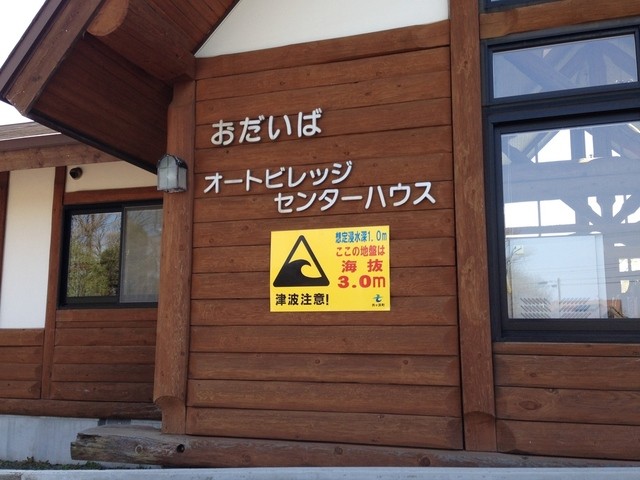 おだいば
オートビレッジ
センターハウス
想定浸水深1.0m
ここの地盤は
海抜
3.0m
津波注意!